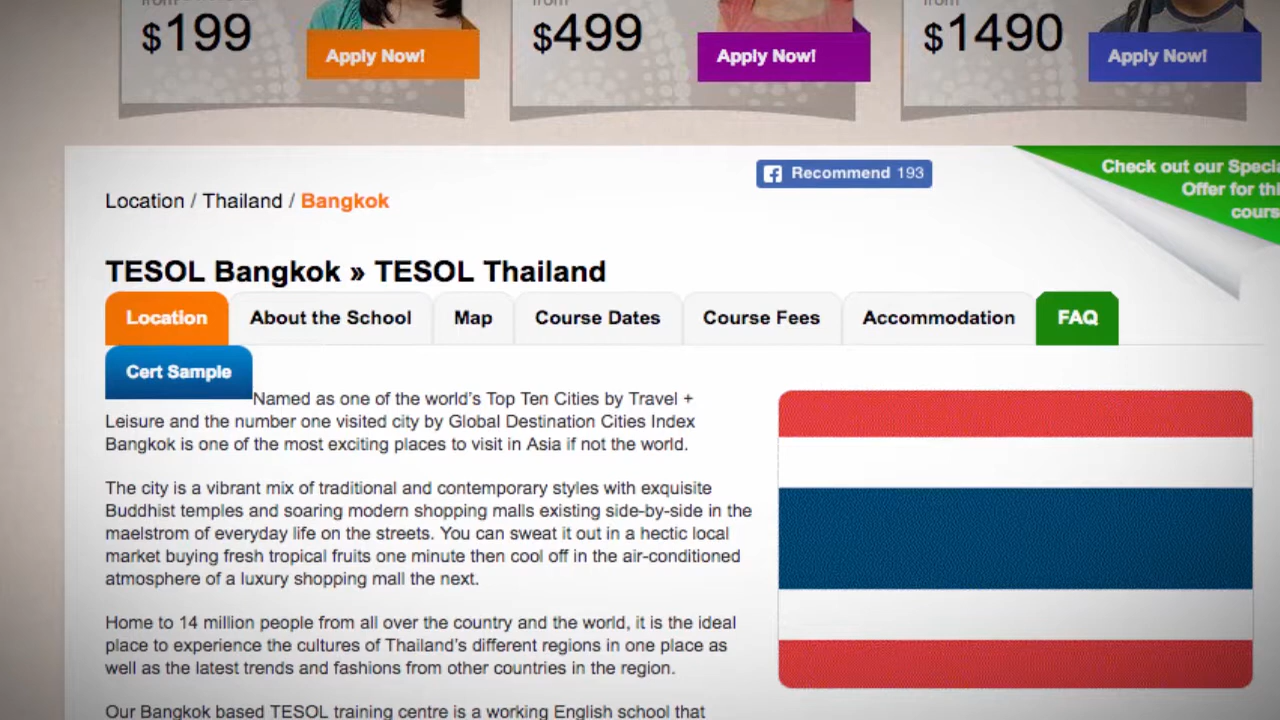 from
from
from
$199
$499
$1490
Apply Now!
Apply Now!
Apply Now!
Recommend 193
Check out our Specia
Offer for thi
cours
Location / Thailand / Bangkok
TESOL Bangkok » TESOL Thailand
Location
About the School
Map
Course Dates
Course Fees
Accommodation
FAQ
Cert Sample
Named as one of the world's Top Ten Cities by Travel +
Leisure and the number one visited city by Global Destination Cities Index
Bangkok is one of the most exciting places to visit in Asia if not the world.
The city is a vibrant mix of traditional and contemporary styles with exquisite
Buddhist temples and soaring modern shopping malls existing side-by-side in the
maelstrom of everyday life on the streets. You can sweat it out in a hectic local
market buying fresh tropical fruits one minute then cool off in the air-conditioned
atmosphere of a luxury shopping mall the next.
Home to 14 million people from all over the country and the world, it is the ideal
place to experience the cultures of Thailand's different regions in one place as
well as the latest trends and fashions from other countries in the region.
Our Bangkok based TESOL training centre is a working English school that